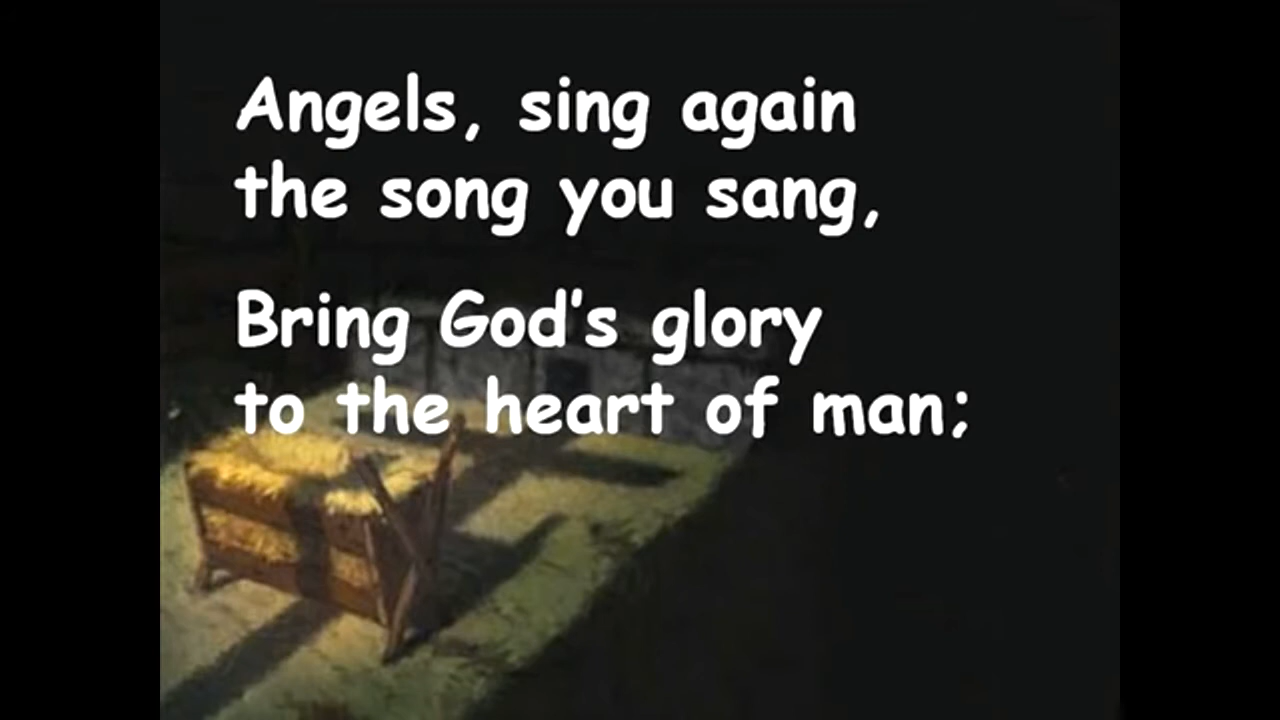 Angels, sing again
the song you sang,
Bring God's glory
to the heart of man;